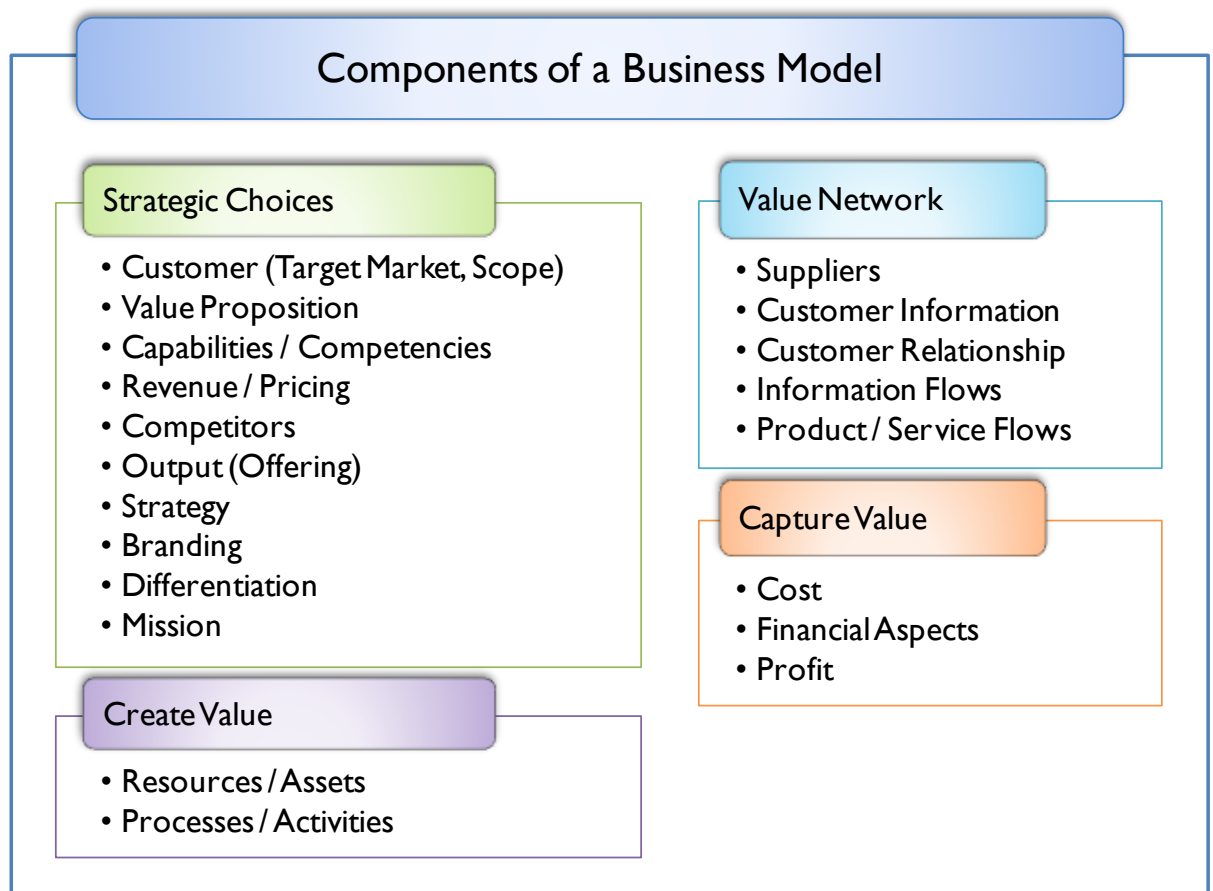 Components of a Business Model
Strategic Choices
• Customer (Target Market, Scope)
• Value Proposition
• Capabilities / Competencies
• Revenue / Pricing
• Competitors
• Output (Offering)
• Strategy
• Branding
• Differentiation
• Mission
Create Value
• Resources / Assets
• Processes / Activities
Value Network
• Suppliers
• Customer Information
• Customer Relationship
• Information Flows
• Product / Service Flows
Capture Value
• Cost
• Financial Aspects
• Profit